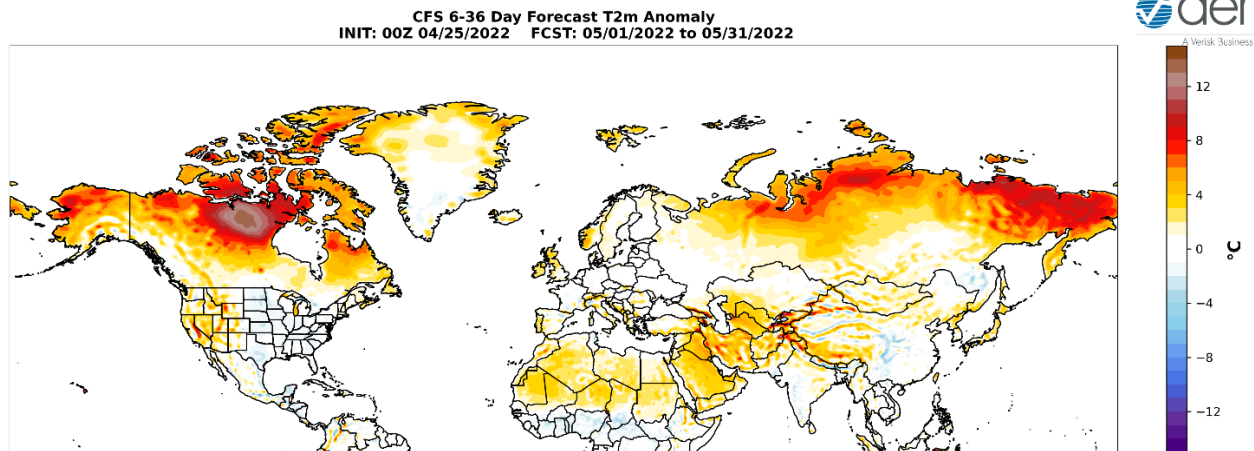 CFS 6-36 Day Forecast T2m Anomaly
INIT: 00Z 04/25/2022 FCST: 05/01/2022 to 05/31/2022
aer
A Verisk Business
12
8
4
0
−4
−8
−12
°C